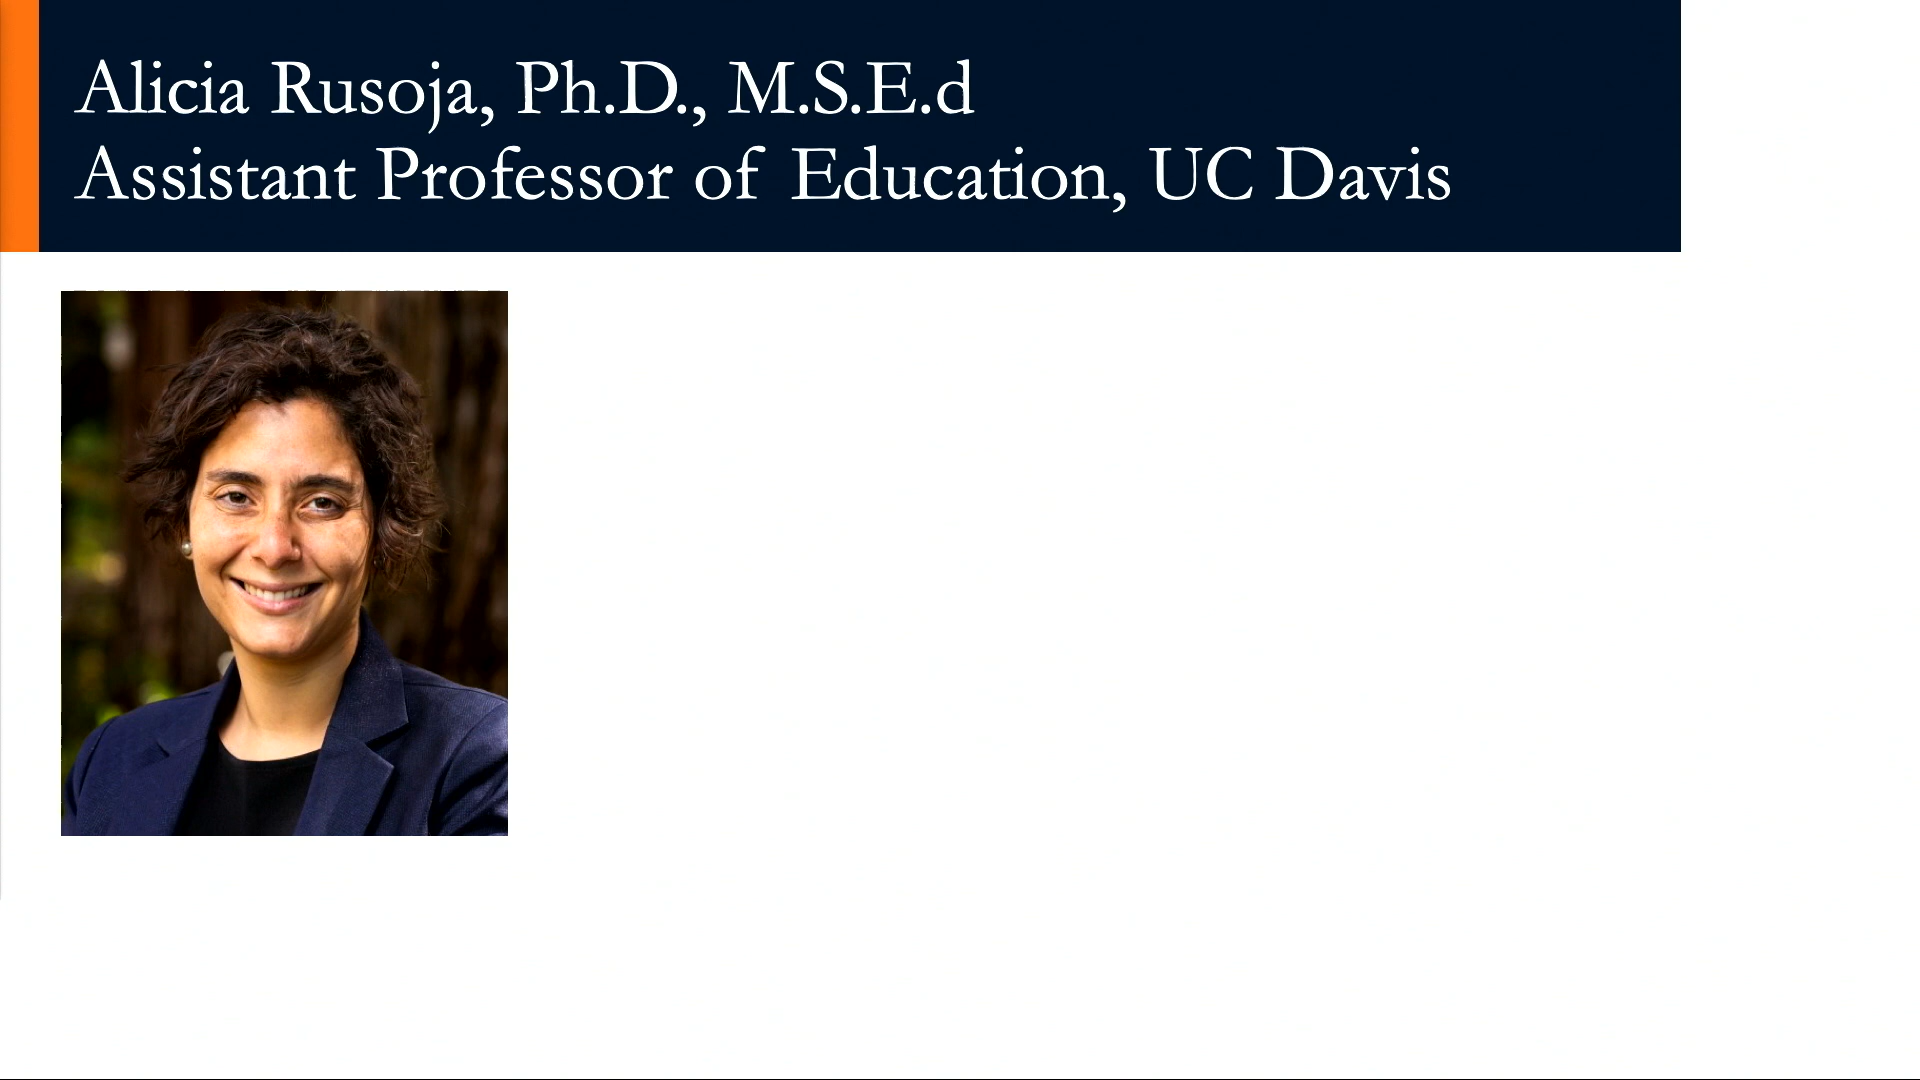 Alicia Rusoja, Ph.D., M.S.E.d
Assistant Professor of Education, UC Davis